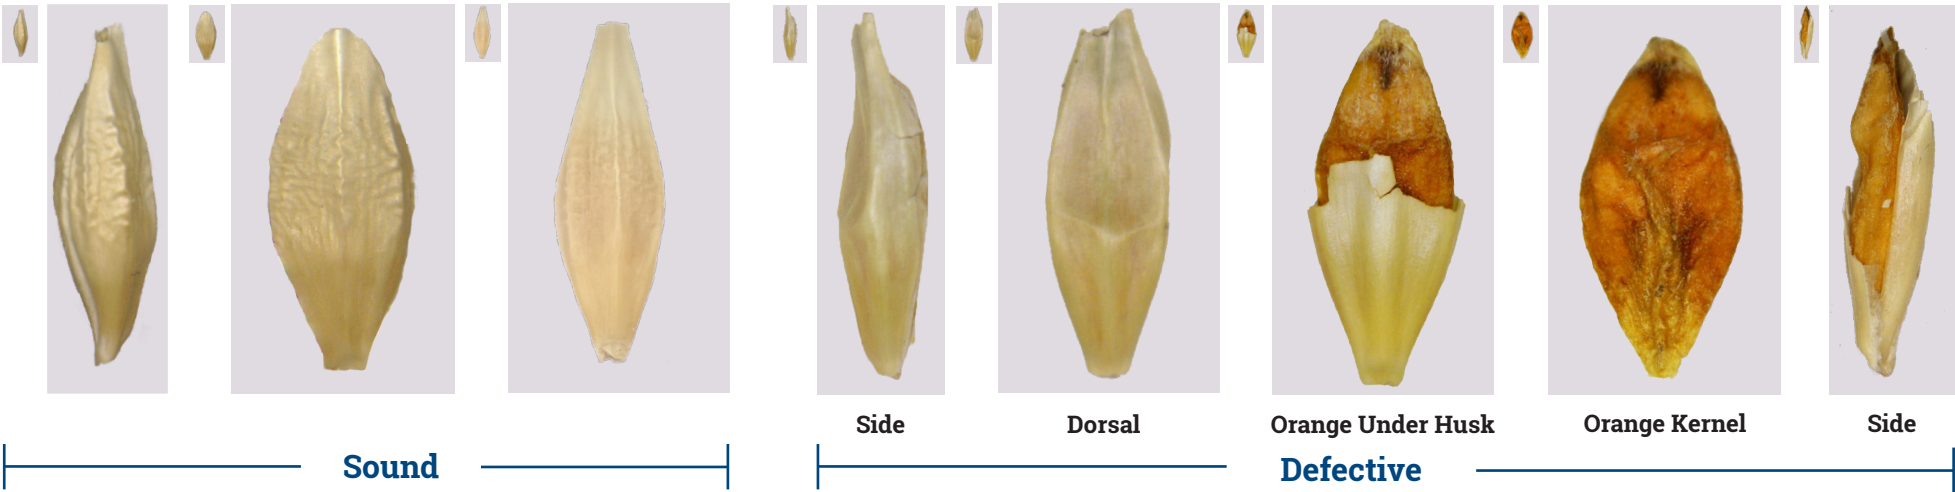 Side
Dorsal
Orange Under Husk
Orange Kernel
Side
Sound
Defective